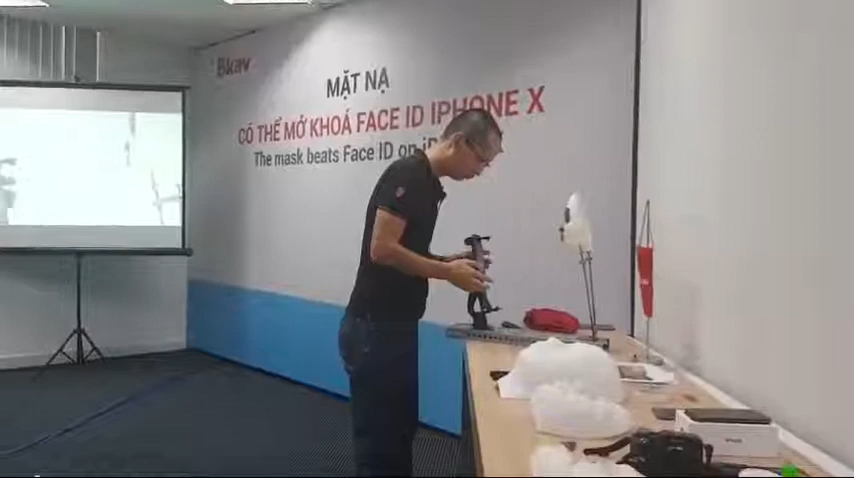 Bkav
MẶT NẠ
CÓ THỂ MỞ KHOÁ FACE ID IPHONE X
The mask beats Face ID on